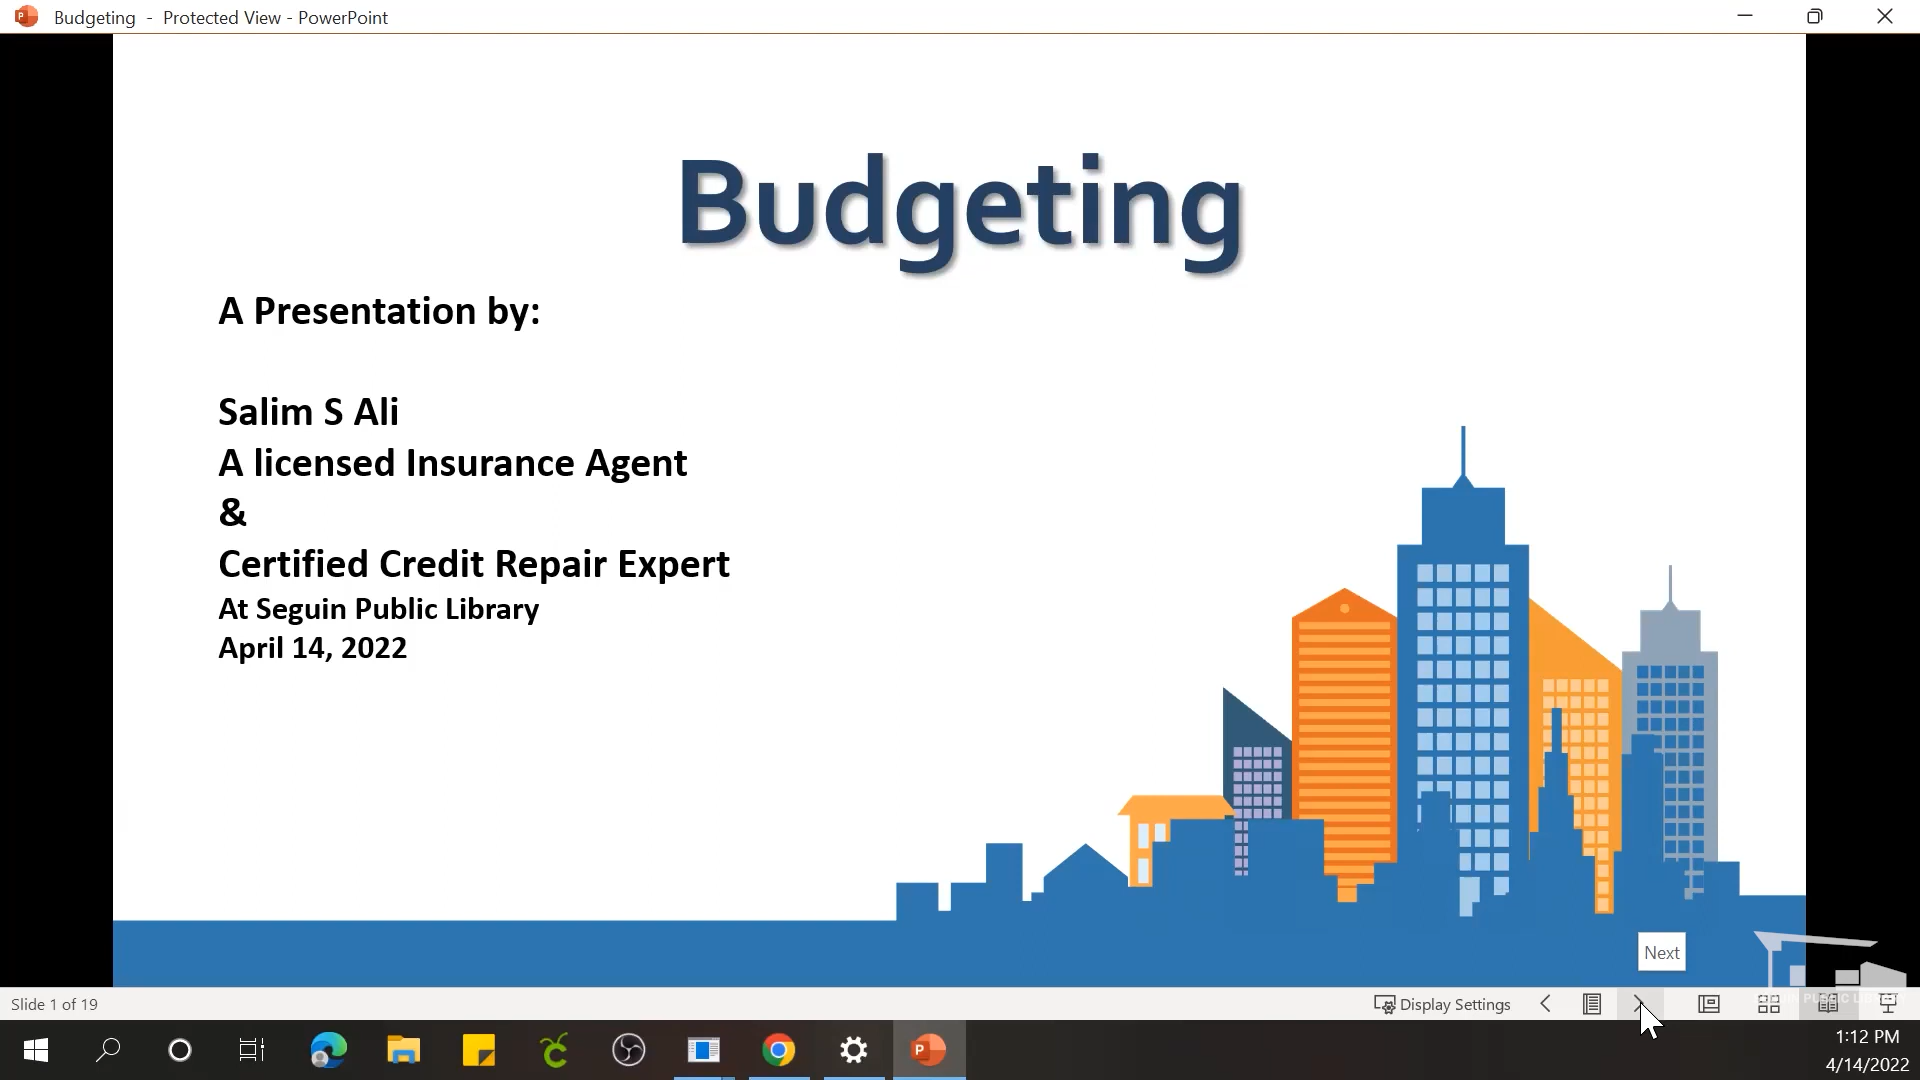 Budgeting - Protected View - PowerPoint
Budgeting
A Presentation by:
Salim S Ali
A licensed Insurance Agent
&
Certified Credit Repair Expert
At Seguin Public Library
April 14, 2022
Next
Slide 1 of 19
Display Settings
1:12 PM
4/14/2022